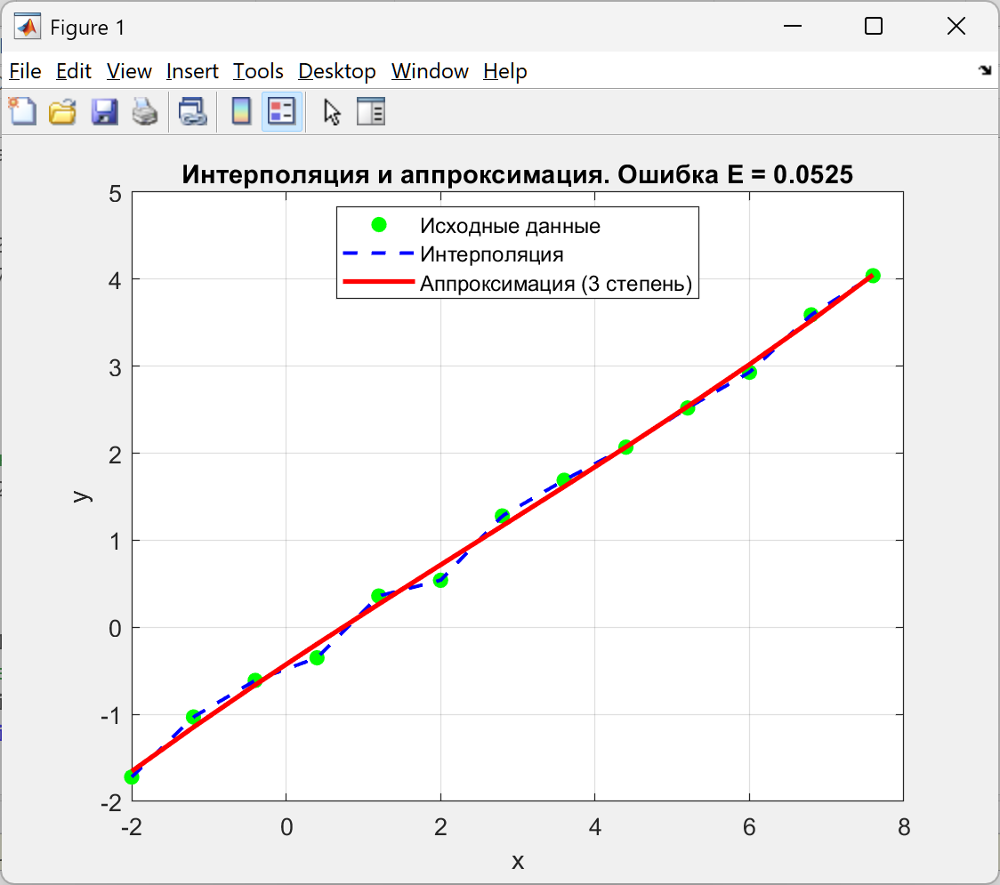 Figure 1
File Edit View Insert Tools Desktop Window Help
Интерполяция и аппроксимация. Ошибка E = 0.0525
Исходные данные
Интерполяция
Аппроксимация (3 степень)
5
4
3
2
1
0
-1
-2
y
-2 0 2 4 6 8
x